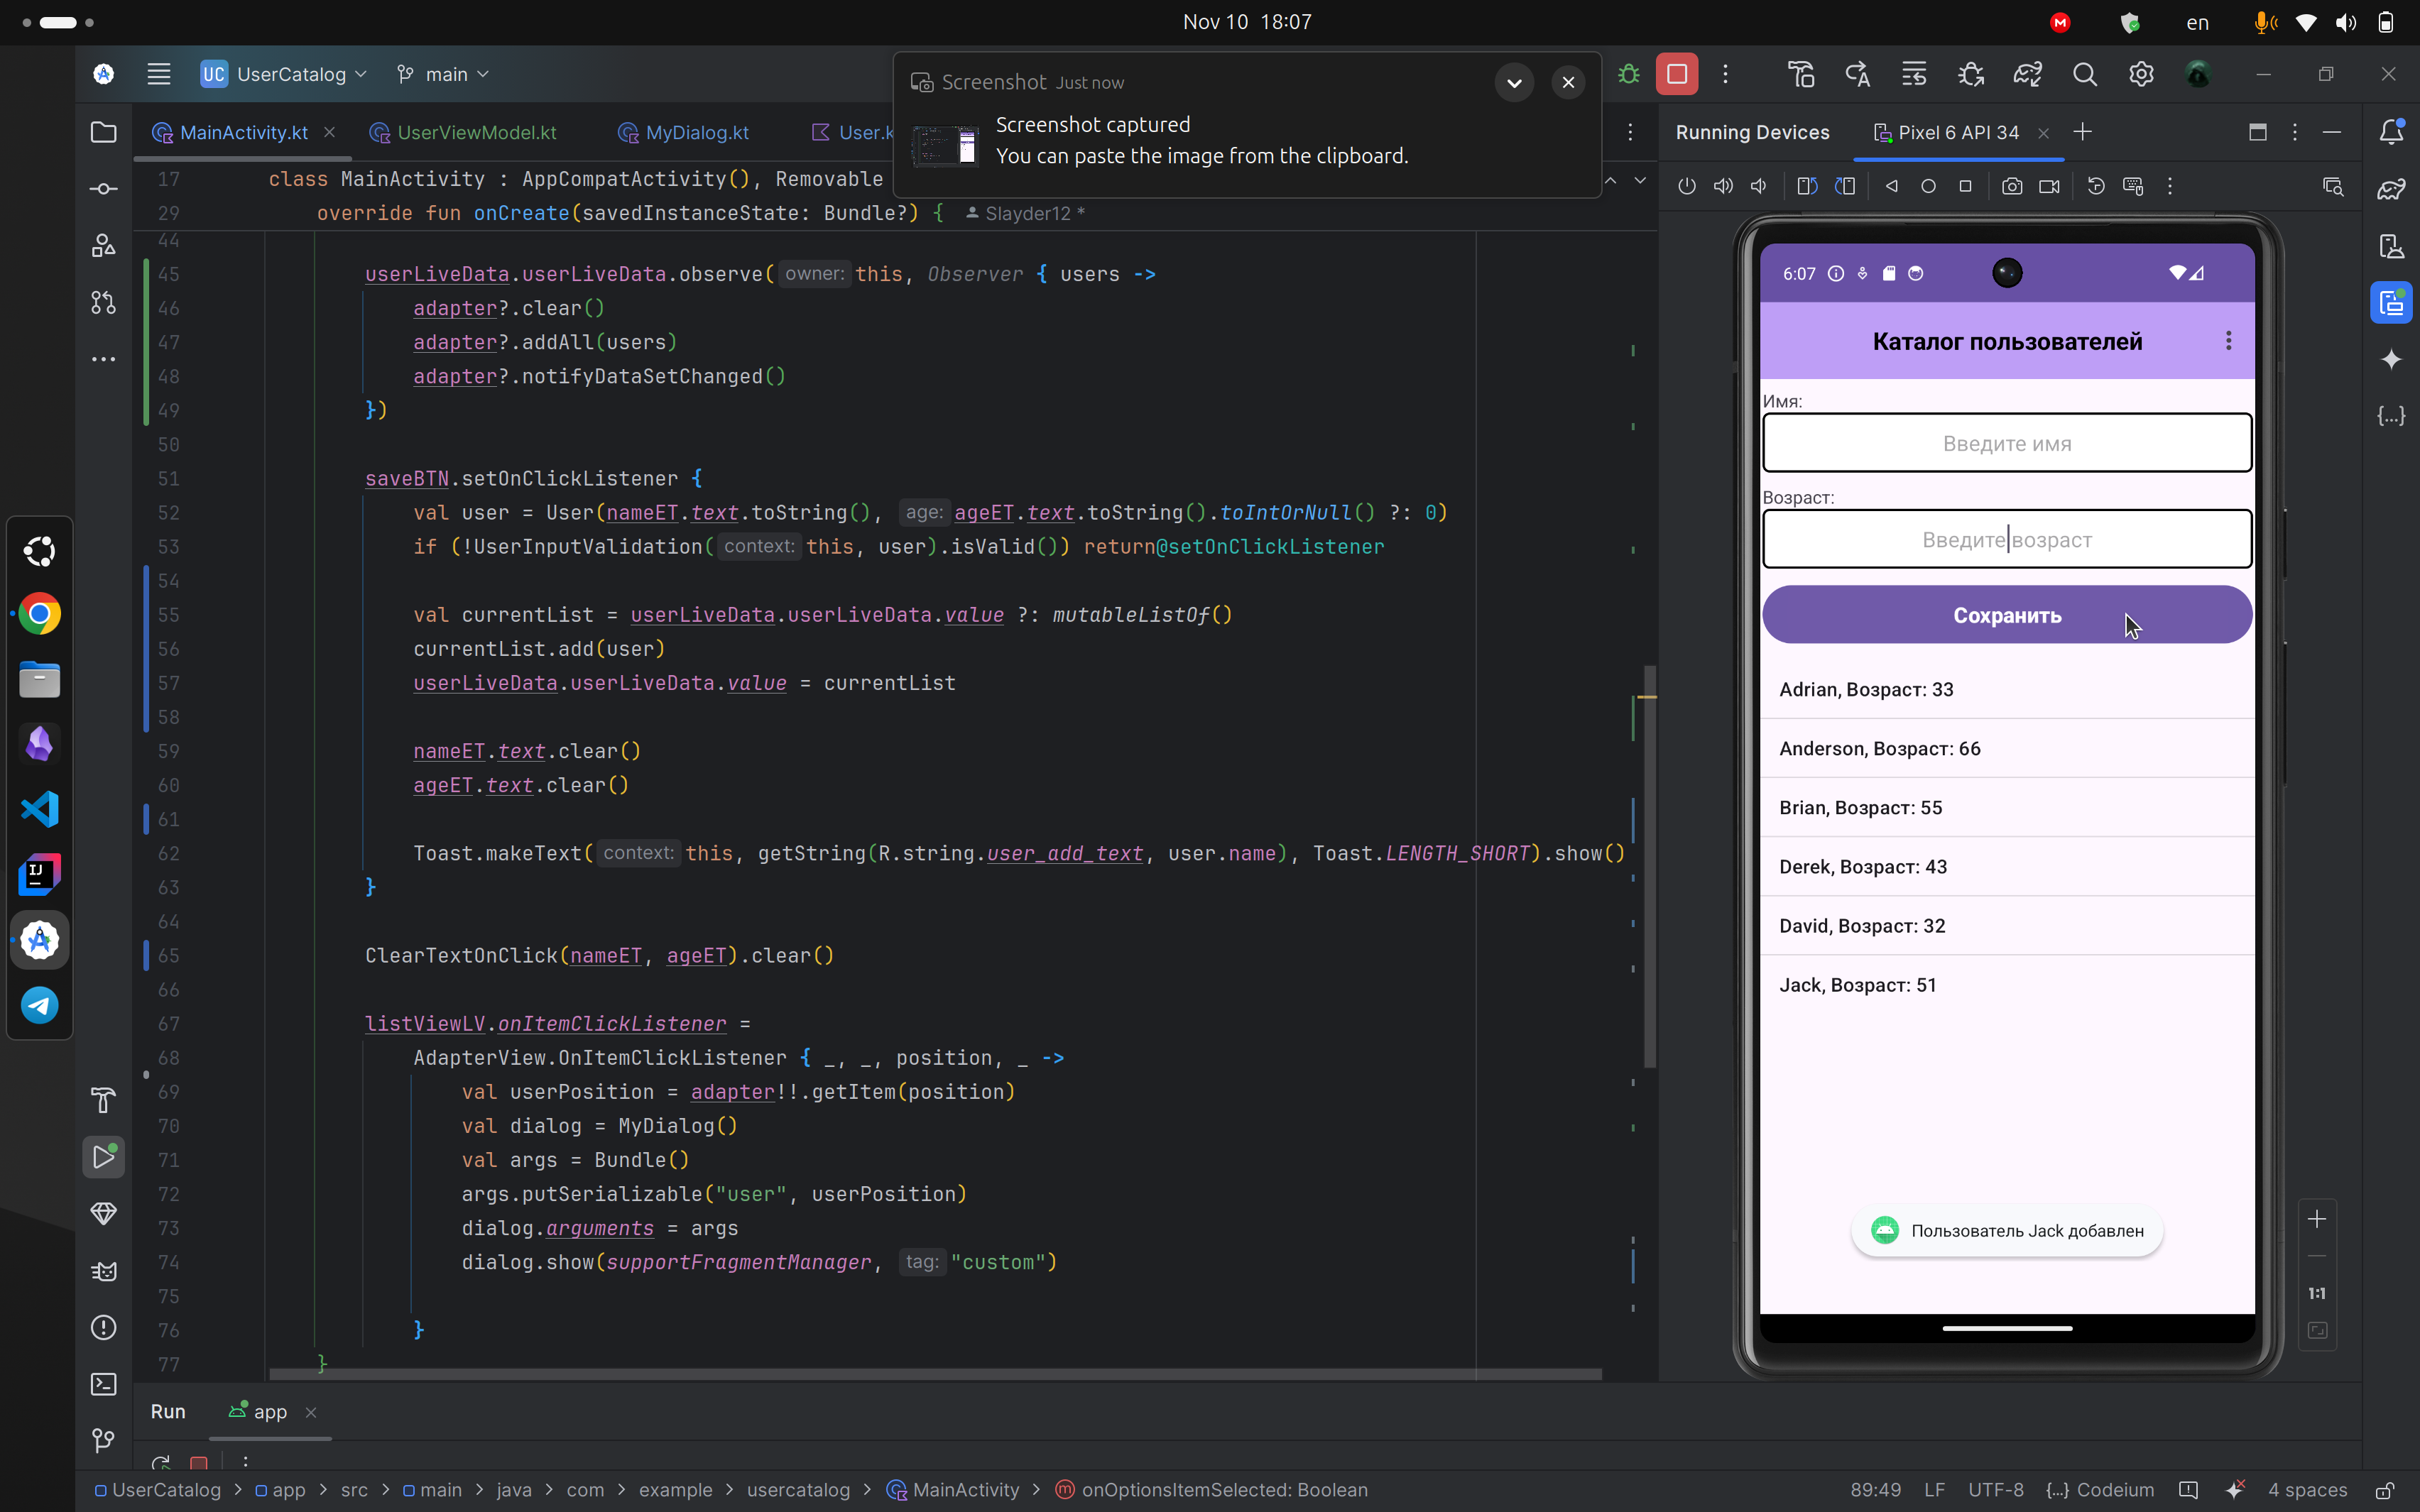 Nov 10 18:07
en
UC UserCatalog
main
Screenshot Just now
Screenshot captured
You can paste the image from the clipboard.
MainActivity.kt
UserViewModel.kt
MyDialog.kt
User.k
Running Devices
Pixel 6 API 34
17 class MainActivity : AppCompatActivity(), Removable
29 override fun onCreate(savedInstanceState: Bundle?) { Slayder12 *
44
45 userLiveData.userLiveData.observe( owner: this, Observer { users ->
46 adapter?.clear()
47 adapter?.addAll(users)
48 adapter?.notifyDataSetChanged()
49 })
50
51 saveBTN.setOnClickListener {
52 val user = User(nameET.text.toString(), age: ageET.text.toString().toIntOrNull() ?: 0)
53 if (!UserInputValidation( context: this, user).isValid()) return@setOnClickListener
54
55 val currentList = userLiveData.userLiveData.value ?: mutableListOf()
56 currentList.add(user)
57 userLiveData.userLiveData.value = currentList
58
59 nameET.text.clear()
60 ageET.text.clear()
61
62 Toast.makeText( context: this, getString(R.string.user_add_text, user.name), Toast.LENGTH_SHORT).show()
63 }
64
65 ClearTextOnClick(nameET, ageET).clear()
66
67 listViewLV.onItemClickListener =
68 AdapterView.OnItemClickListener { _, _, position, _ ->
69 val userPosition = adapter!!.getItem(position)
70 val dialog = MyDialog()
71 val args = Bundle()
72 args.putSerializable("user", userPosition)
73 dialog.arguments = args
74 dialog.show(supportFragmentManager, tag: "custom")
75
76 }
77 }
6:07
Каталог пользователей
Имя:
Введите имя
Возраст:
Введите возраст
Сохранить
Adrian, Возраст: 33
Anderson, Возраст: 66
Brian, Возраст: 55
Derek, Возраст: 43
David, Возраст: 32
Jack, Возраст: 51
Пользователь Jack добавлен
1:1
Run
app
UserCatalog > app > src > main > java > com > example > usercatalog > MainActivity > onOptionsItemSelected: Boolean
89:49 LF UTF-8 {...} Codeium 4 spaces